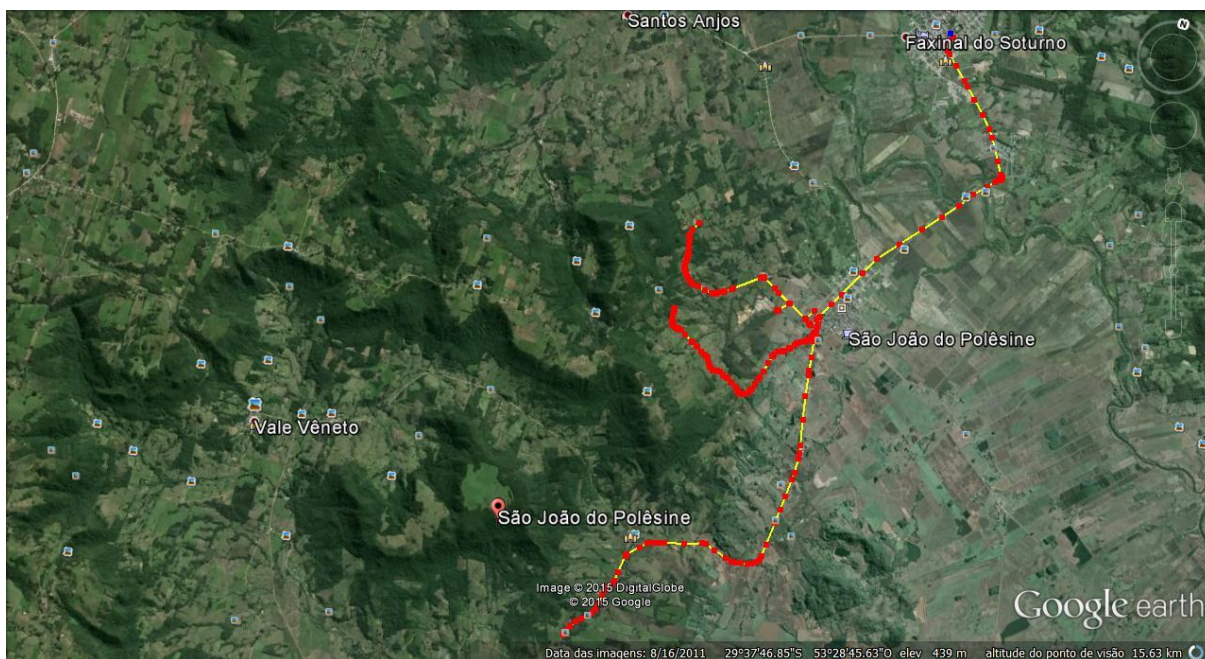 N
Santos Anjos
Faxinal do Soturno
São João do Polêsine
Vale Vêneto
São João do Polêsine
Image © 2015 DigitalGlobe
© 2015 Google
Google earth
Data das imagens: 8/16/2011 29°37'46.85"S 53°28'45.63"O elev 439 m altitude do ponto de visão 15.63 km